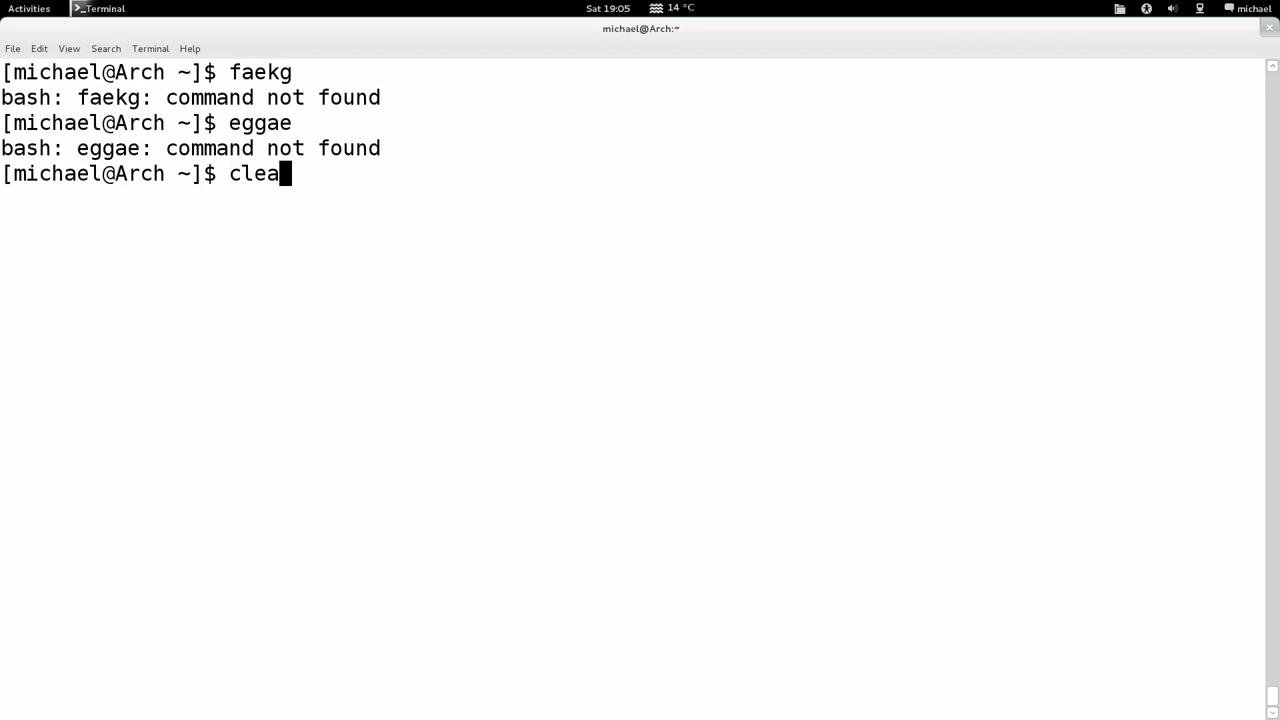 Activities >_Terminal Sat 19:05 14 °C michael
michael@Arch:~
File Edit View Search Terminal Help
[michael@Arch ~]$ faekg
bash: faekg: command not found
[michael@Arch ~]$ eggae
bash: eggae: command not found
[michael@Arch ~]$ clea